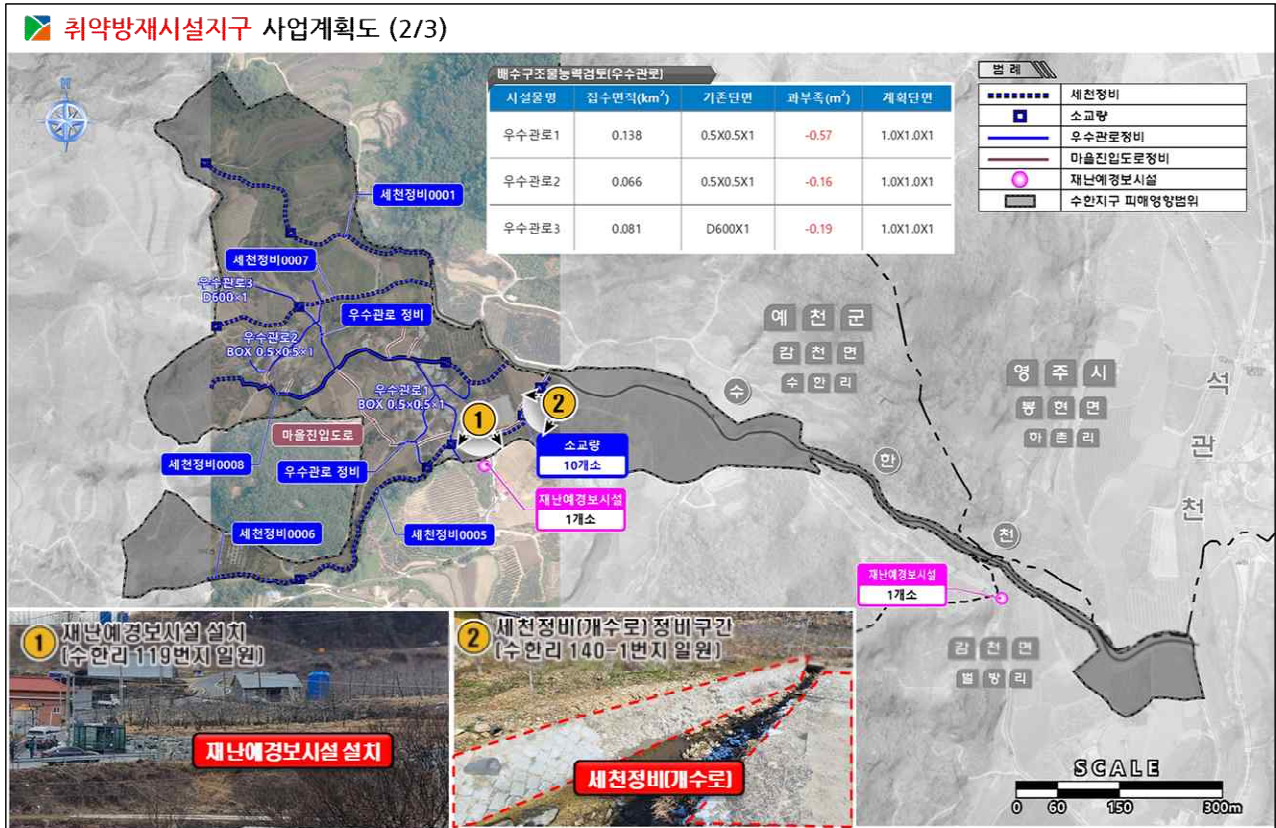 취약방재시설지구 사업계획도 (2/3)
N
배수구조물능력검토(우수관로)
시설물명 집수면적(km²) 기존단면 과부족(m²) 계획단면
우수관로1 0.138 0.5X0.5X1 -0.57 1.0X1.0X1
우수관로2 0.066 0.5X0.5X1 -0.16 1.0X1.0X1
우수관로3 0.081 D600X1 -0.19 1.0X1.0X1
범 례
세천정비
소교량
우수관로정비
마을진입도로정비
재난예경보시설
수한지구 피해영향범위
세천정비0001
세천정비0007
우수관로3
D600×1
우수관로 정비
우수관로2
BOX 0.5×0.5×1
우수관로1
BOX 0.5×0.5×1
마을진입도로
세천정비0008
우수관로 정비
세천정비0006
세천정비0005
1
2
소교량
10개소
재난예경보시설
1개소
예 천 군
감 천 면
수 한 리
영 주 시
봉 현 면
하 촌 리
수
한
천
석
관
천
재난예경보시설
1개소
감 천 면
벌 방 리
1 재난예경보시설 설치
(수한리 119번지 일원)
재난예경보시설 설치
2 세천정비(개수로) 정비구간
(수한리 140-1번지 일원)
세천정비(개수로)
SCALE
0 60 150 300m